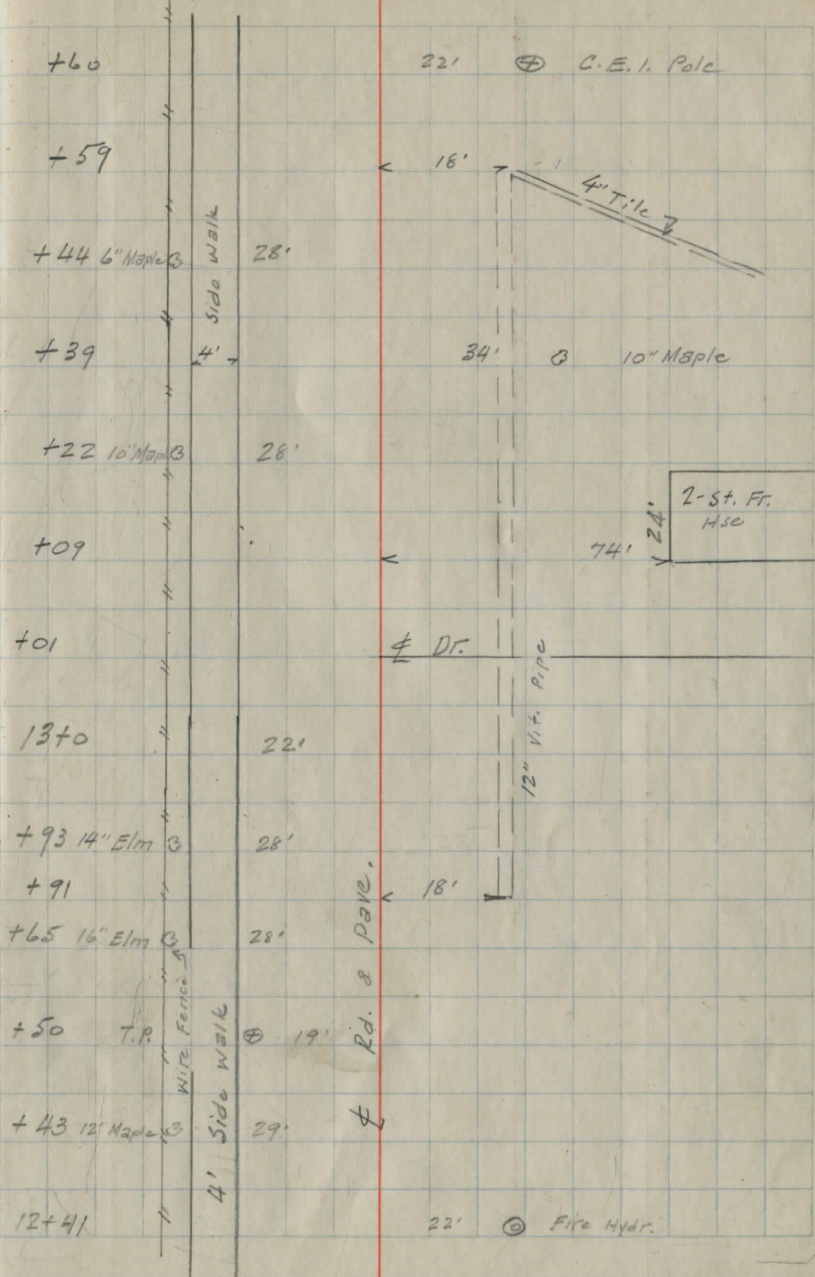 +60 22' C.E.I. Pole
+59 18'
4" Tile
+44 6" Maple 28'
Side Walk
+39 4' 34' 10" Maple
+22 10" Map 28'
2-St. Fr.
Hse
24'
+09 74'
+01 ℄ Dr.
12" Vit. Pipe
13+0 22'
+93 14" Elm 28'
+91 18'
+65 16" Elm 28'
Wire Fence
4' Side Walk
℄ Rd. & Pave.
+50 T.P. 19'
+43 12" Maple 29'
12+41 22' Fire Hydr.